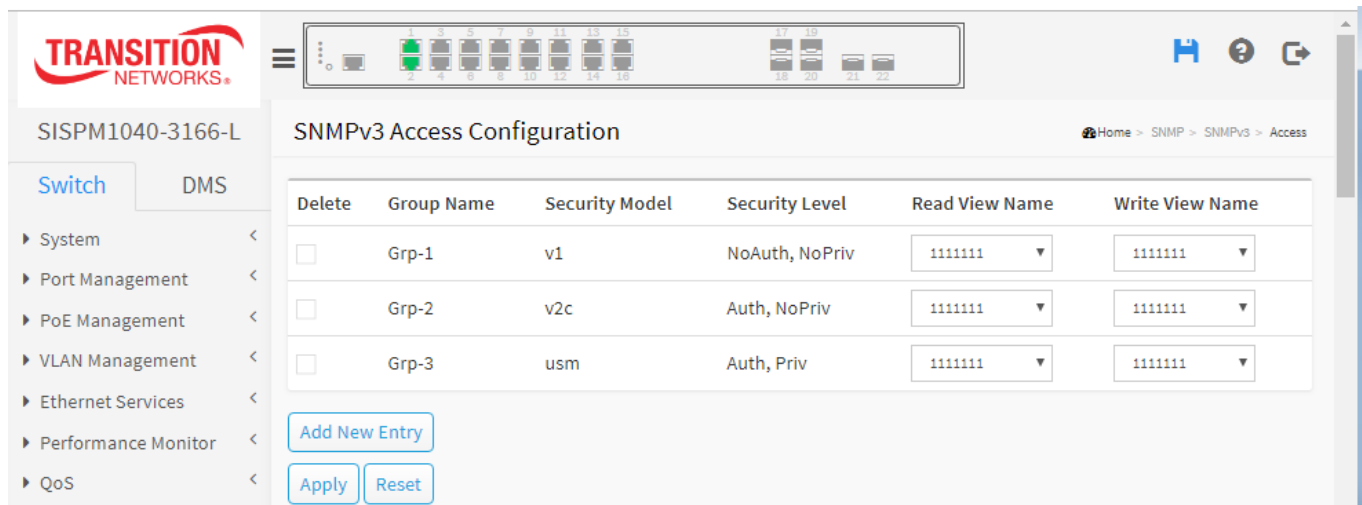 TRANSITION
NETWORKS®
1 3 5 7 9 11 13 15 17 19
2 4 6 8 10 12 14 16 18 20 21 22
SISPM1040-3166-L
Switch DMS
System
Port Management
PoE Management
VLAN Management
Ethernet Services
Performance Monitor
QoS
SNMPv3 Access Configuration
Home > SNMP > SNMPv3 > Access
Delete Group Name Security Model Security Level Read View Name Write View Name
Grp-1 v1 NoAuth, NoPriv 1111111 1111111
Grp-2 v2c Auth, NoPriv 1111111 1111111
Grp-3 usm Auth, Priv 1111111 1111111
Add New Entry
Apply Reset